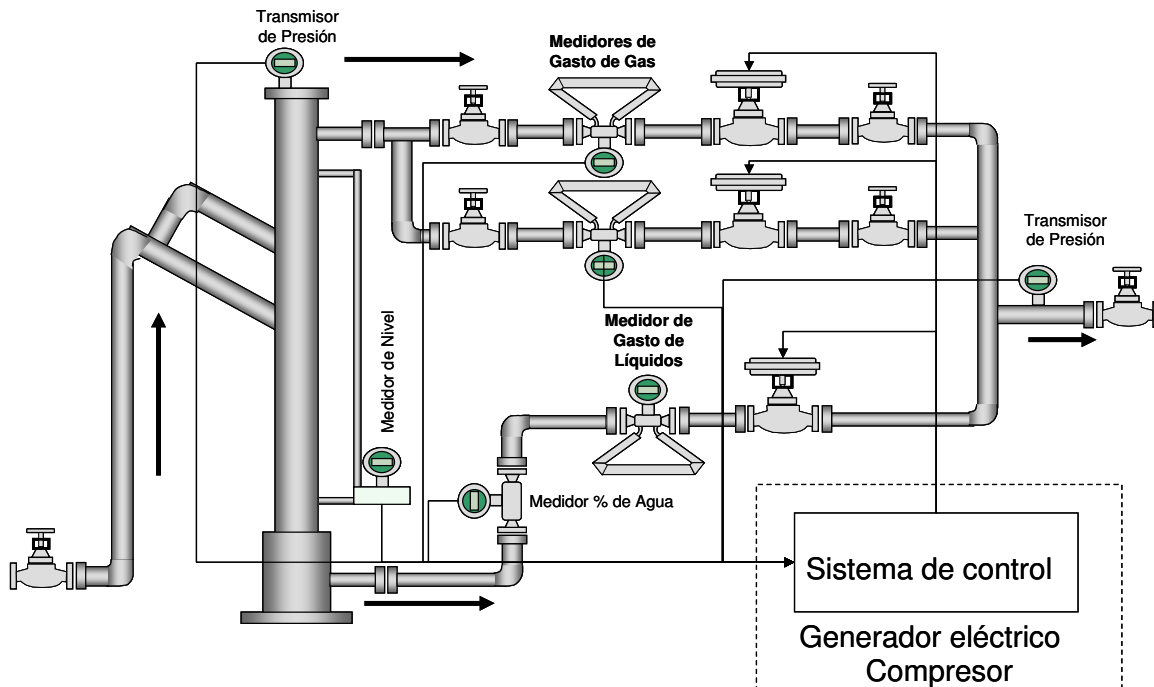 Transmisor
de Presión
Medidores de
Gasto de Gas
Transmisor
de Presión
Medidor de
Gasto de
Líquidos
Medidor de Nivel
Medidor % de Agua
Sistema de control
Generador eléctrico
Compresor